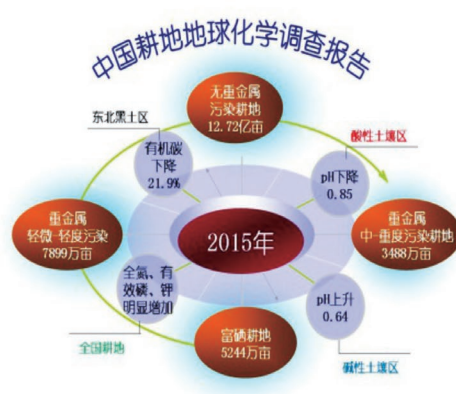 中国耕地地球化学调查报告
无重金属
污染耕地
12.72亿亩
东北黑土区
有机碳
下降
21.9%
酸性土壤区
pH下降
0.85
重金属
轻微-轻度污染
7899万亩
2015年
重金属
中-重度污染耕地
3488万亩
全氮、有
效磷、钾
明显增加
pH上升
0.64
富硒耕地
5244万亩
全国耕地
碱性土壤区